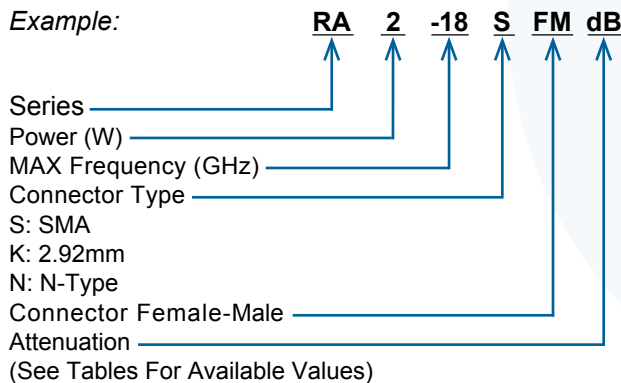 Example: RA 2 -18 S FM dB
Series
Power (W)
MAX Frequency (GHz)
Connector Type
S: SMA
K: 2.92mm
N: N-Type
Connector Female-Male
Attenuation
(See Tables For Available Values)